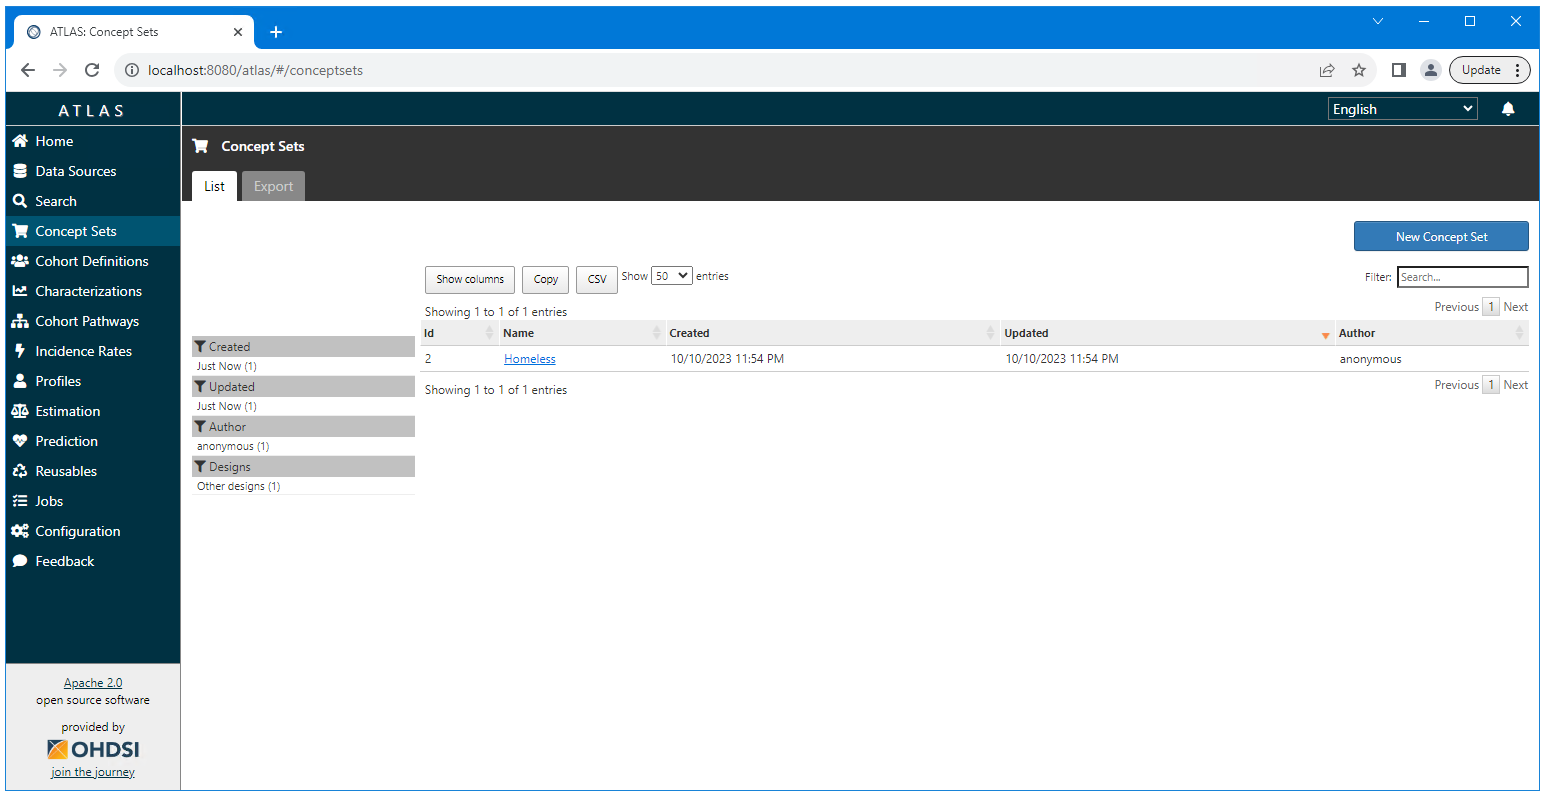 ATLAS: Concept Sets
localhost:8080/atlas/#/conceptsets
Update
ATLAS
English
Home
Data Sources
Search
Concept Sets
Cohort Definitions
Characterizations
Cohort Pathways
Incidence Rates
Profiles
Estimation
Prediction
Reusables
Jobs
Configuration
Feedback
Apache 2.0
open source software
provided by
OHDSI
join the journey
Concept Sets
List Export
New Concept Set
Show columns Copy CSV Show 50 entries Filter: Search...
Showing 1 to 1 of 1 entries Previous 1 Next
Created
Just Now (1)
Updated
Just Now (1)
Author
anonymous (1)
Designs
Other designs (1)
Id Name Created Updated Author
2 Homeless 10/10/2023 11:54 PM 10/10/2023 11:54 PM anonymous
Showing 1 to 1 of 1 entries Previous 1 Next